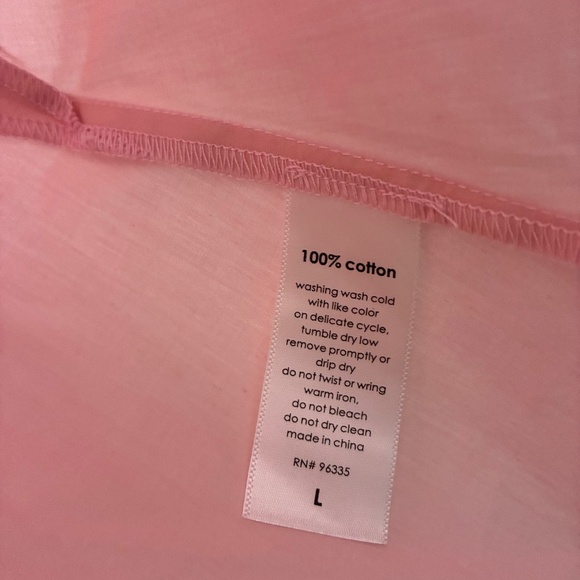 100% cotton
washing wash cold
with like color
on delicate cycle.
tumble dry low
remove promptly or
drip dry
do not twist or wring
warm iron.
do not bleach
do not dry clean
made in china
RN# 96335
L